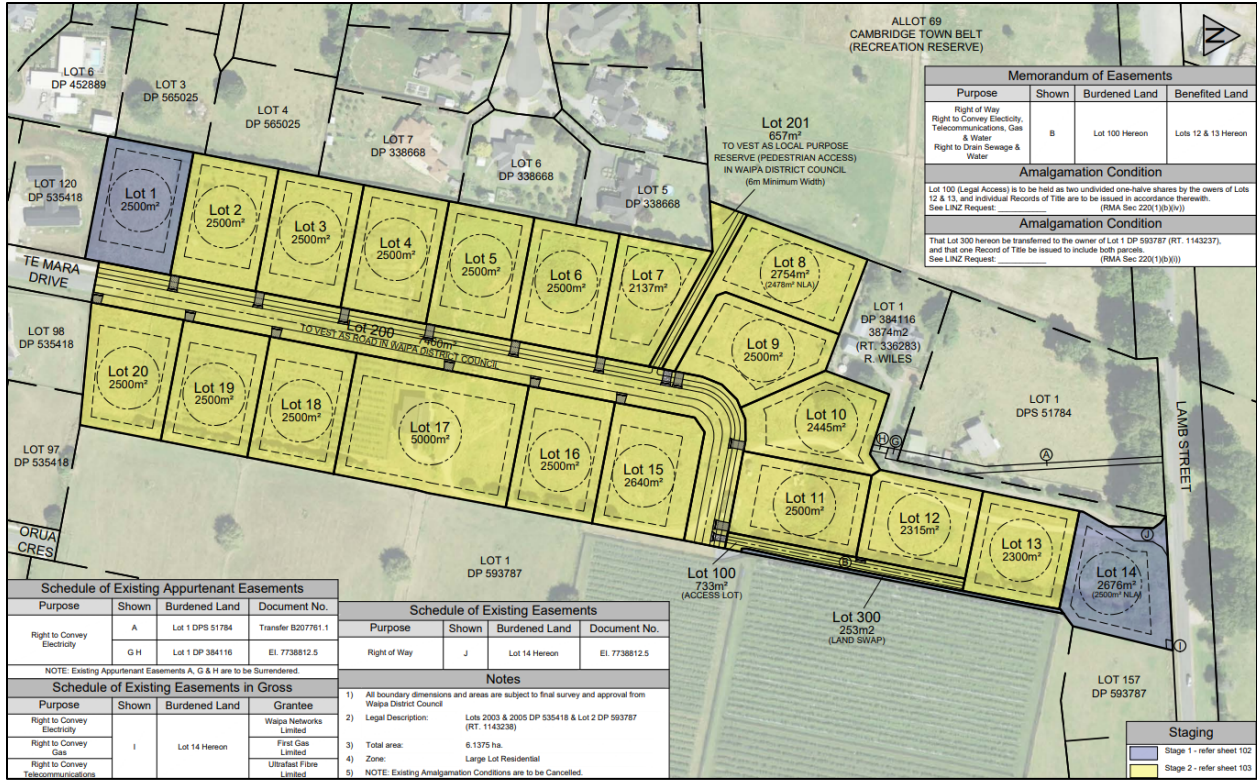 ALLOT 69
CAMBRIDGE TOWN BELT
(RECREATION RESERVE)
N
LOT 6
DP 452889
LOT 3
DP 565025
LOT 4
DP 565025
LOT 7
DP 338668
LOT 6
DP 338668
LOT 5
DP 338668
LOT 120
DP 535418
Lot 201
657m²
TO VEST AS LOCAL PURPOSE
RESERVE (PEDESTRIAN ACCESS)
IN WAIPA DISTRICT COUNCIL
(6m Minimum Width)
Memorandum of Easements
Purpose Shown Burdened Land Benefited Land
Right of Way
Right to Convey Electicity,
Telecommunications, Gas
& Water
Right to Drain Sewage &
Water
B Lot 100 Hereon Lots 12 & 13 Hereon
Amalgamation Condition
Lot 100 (Legal Access) is to be held as two undivided one-halve shares by the owers of Lots
12 & 13, and individual Records of Title are to be issued in accordance therewith.
See LINZ Request: __________ (RMA Sec 220(1)(b)(iv))
Amalgamation Condition
That Lot 300 hereon be transferred to the owner of Lot 1 DP 593787 (RT. 1143237),
and that one Record of Title be issued to include both parcels.
See LINZ Request: __________ (RMA Sec 220(1)(b)(i))
Lot 1
2500m²
Lot 2
2500m²
Lot 3
2500m²
Lot 4
2500m²
Lot 5
2500m²
Lot 6
2500m²
Lot 7
2137m²
Lot 8
2754m²
(2478m² NLA)
Lot 9
2500m²
Lot 10
2445m²
LOT 1
DP 384116
3874m2
(RT. 336283)
R. WILES
LOT 1
DPS 51784
H G
A
LAMB STREET
TE MARA
DRIVE
Lot 200
TO VEST AS ROAD IN WAIPA DISTRICT COUNCIL
LOT 98
DP 535418
LOT 97
DP 535418
ORUA
CRES
Lot 20
2500m²
Lot 19
2500m²
Lot 18
2500m²
Lot 17
5000m²
Lot 16
2500m²
Lot 15
2640m²
Lot 11
2500m²
Lot 12
2315m²
Lot 13
2300m²
Lot 14
2676m²
(2500m² NLA)
J
I
B
LOT 1
DP 593787
Lot 100
733m²
(ACCESS LOT)
Lot 300
253m2
(LAND SWAP)
LOT 157
DP 593787
Schedule of Existing Appurtenant Easements
Purpose Shown Burdened Land Document No.
Right to Convey
Electricity
A Lot 1 DPS 51784 Transfer B207761.1
G H Lot 1 DP 384116 EI. 7738812.5
NOTE: Existing Appurtenant Easements A, G & H are to be Surrendered.
Schedule of Existing Easements in Gross
Purpose Shown Burdened Land Grantee
Right to Convey
Electricity
Waipa Networks
Limited
Right to Convey
Gas
I Lot 14 Hereon
First Gas
Limited
Right to Convey
Telecommunications
Ultrafast Fibre
Limited
Schedule of Existing Easements
Purpose Shown Burdened Land Document No.
Right of Way J Lot 14 Hereon EI. 7738812.5
Notes
1) All boundary dimensions and areas are subject to final survey and approval from
Waipa District Council
2) Legal Description: Lots 2003 & 2005 DP 535418 & Lot 2 DP 593787
(RT. 1143238)
3) Total area: 6.1375 ha.
4) Zone: Large Lot Residential
5) NOTE: Existing Amalgamation Conditions are to be Cancelled.
Staging
Stage 1 - refer sheet 102
Stage 2 - refer sheet 103